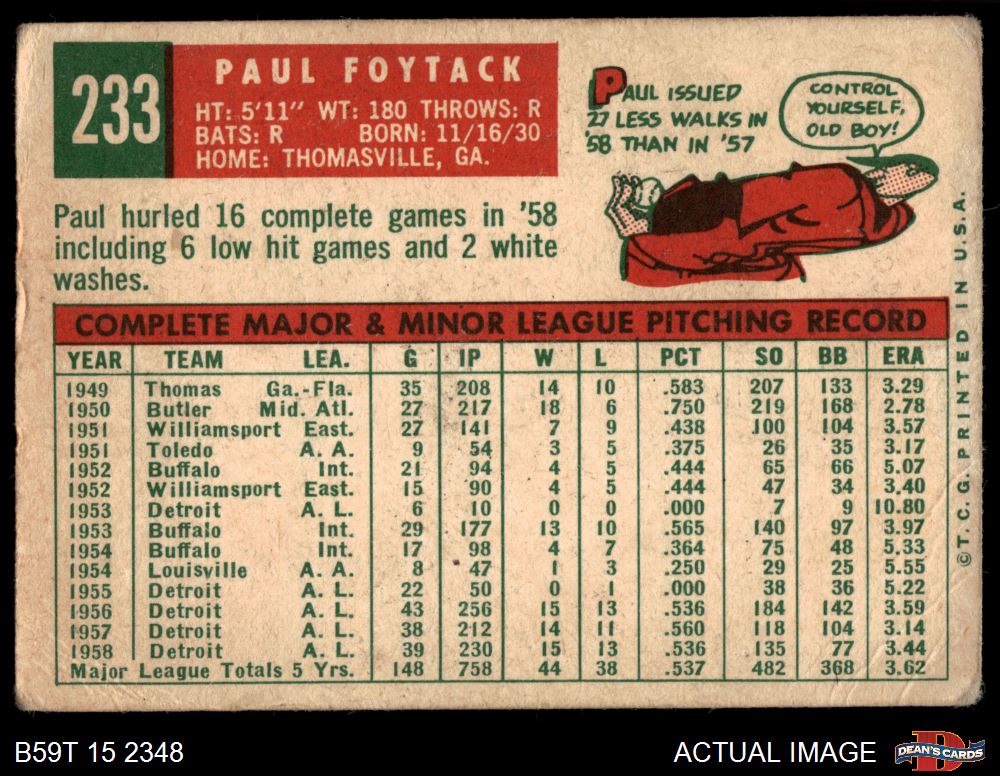 233
PAUL FOYTACK
HT: 5'11" WT: 180 THROWS: R
BATS: R BORN: 11/16/30
HOME: THOMASVILLE, GA.
PAUL ISSUED
27 LESS WALKS IN
'58 THAN IN '57
CONTROL
YOURSELF,
OLD BOY!
Paul hurled 16 complete games in '58
including 6 low hit games and 2 white
washes.
COMPLETE MAJOR & MINOR LEAGUE PITCHING RECORD
YEAR TEAM LEA. G IP W L PCT SO BB ERA
1949 Thomas Ga.-Fla. 35 208 14 10 .583 207 133 3.29
1950 Butler Mid. Atl. 27 217 18 6 .750 219 168 2.78
1951 Williamsport East. 27 141 7 9 .438 100 104 3.57
1951 Toledo A. A. 9 54 3 5 .375 26 35 3.17
1952 Buffalo Int. 21 94 4 5 .444 65 66 5.07
1952 Williamsport East. 15 90 4 5 .444 47 34 3.40
1953 Detroit A. L. 6 10 0 0 .000 7 9 10.80
1953 Buffalo Int. 29 177 13 10 .565 140 97 3.97
1954 Buffalo Int. 17 98 4 7 .364 75 48 5.33
1954 Louisville A. A. 8 47 1 3 .250 29 25 5.55
1955 Detroit A. L. 22 50 0 1 .000 38 36 5.22
1956 Detroit A. L. 43 256 15 13 .536 184 142 3.59
1957 Detroit A. L. 38 212 14 11 .560 118 104 3.14
1958 Detroit A. L. 39 230 15 13 .536 135 77 3.44
Major League Totals 5 Yrs. 148 758 44 38 .537 482 368 3.62
© T. C. G. PRINTED IN U. S. A.
B59T 15 2348
ACTUAL IMAGE
DEAN'S CARDS